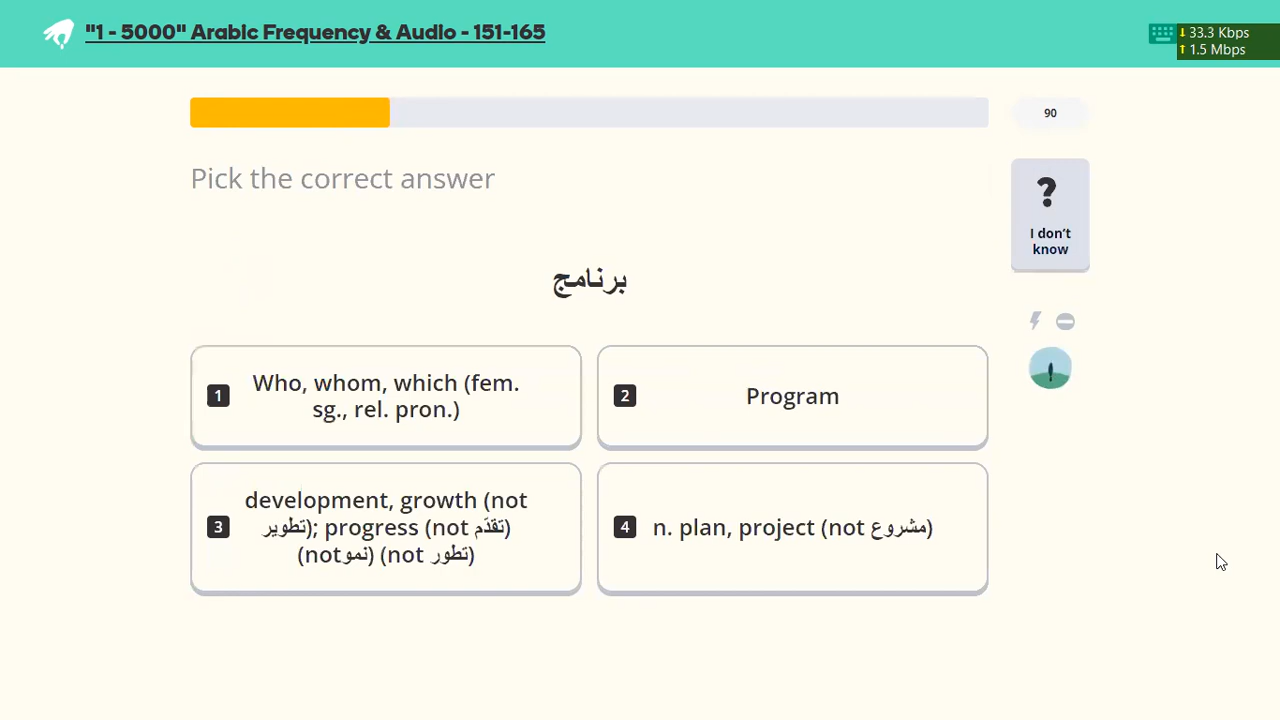 "1 - 5000" Arabic Frequency & Audio - 151-165
33.3 Kbps
1.5 Mbps
90
Pick the correct answer
?
I don't
know
برنامج
1 Who, whom, which (fem.
sg., rel. pron.)
2 Program
3 development, growth (not
تطوير); progress (not تقدّم)
(notنمو) (not تطور)
4 n. plan, project (not مشروع)